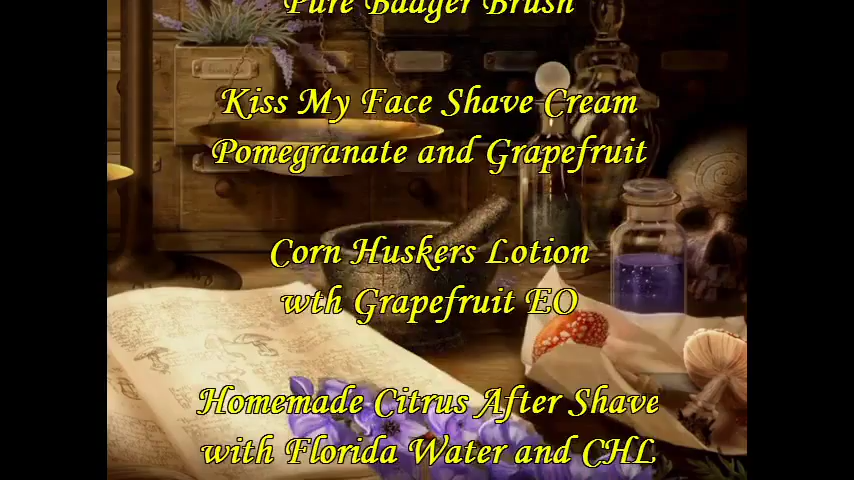 Pure Badger Brush
Kiss My Face Shave Cream
Pomegranate and Grapefruit
Corn Huskers Lotion
wth Grapefruit EO
Homemade Citrus After Shave
with Florida Water and CHL